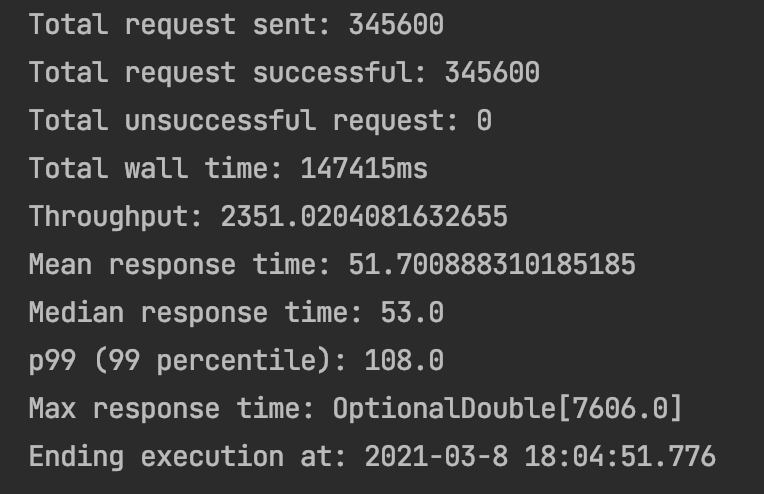 Total request sent: 345600
Total request successful: 345600
Total unsuccessful request: 0
Total wall time: 147415ms
Throughput: 2351.0204081632655
Mean response time: 51.700888310185185
Median response time: 53.0
p99 (99 percentile): 108.0
Max response time: OptionalDouble[7606.0]
Ending execution at: 2021-03-8 18:04:51.776